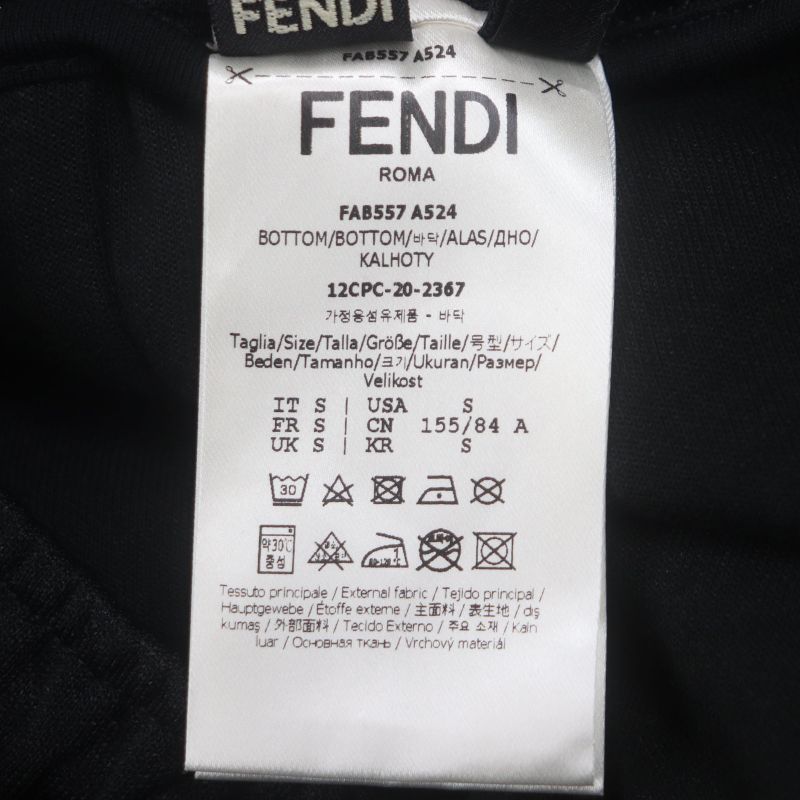 FENDI
FAB557 A524
FENDI
ROMA
FAB557 A524
BOTTOM/BOTTOM/바닥/ALAS/ДНО/
KALHOTY
12CPC-20-2367
가정용섬유제품 - 바닥
Taglia/Size/Talla/Größe/Taille/号型/サイズ/
Beden/Tamanho/크기/Ukuran/Размер/
Velikost
IT S | USA S
FR S | CN 155/84 A
UK S | KR S
30
약30℃
중성
1
80-120℃
Tessuto principale / External fabric / Tejido principal /
Hauptgewebe / Étoffe externe / 主面料 / 表生地 / dış
kumaş / 外部面料 / Tecido Externo / 주요 소재 / Kain
luar / Основная ткань / Vrchový materiál